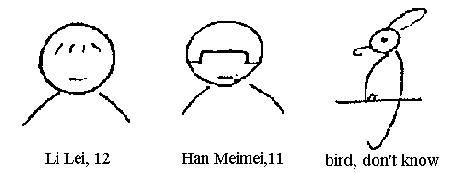 Li Lei, 12
Han Meimei,11
bird, don't know